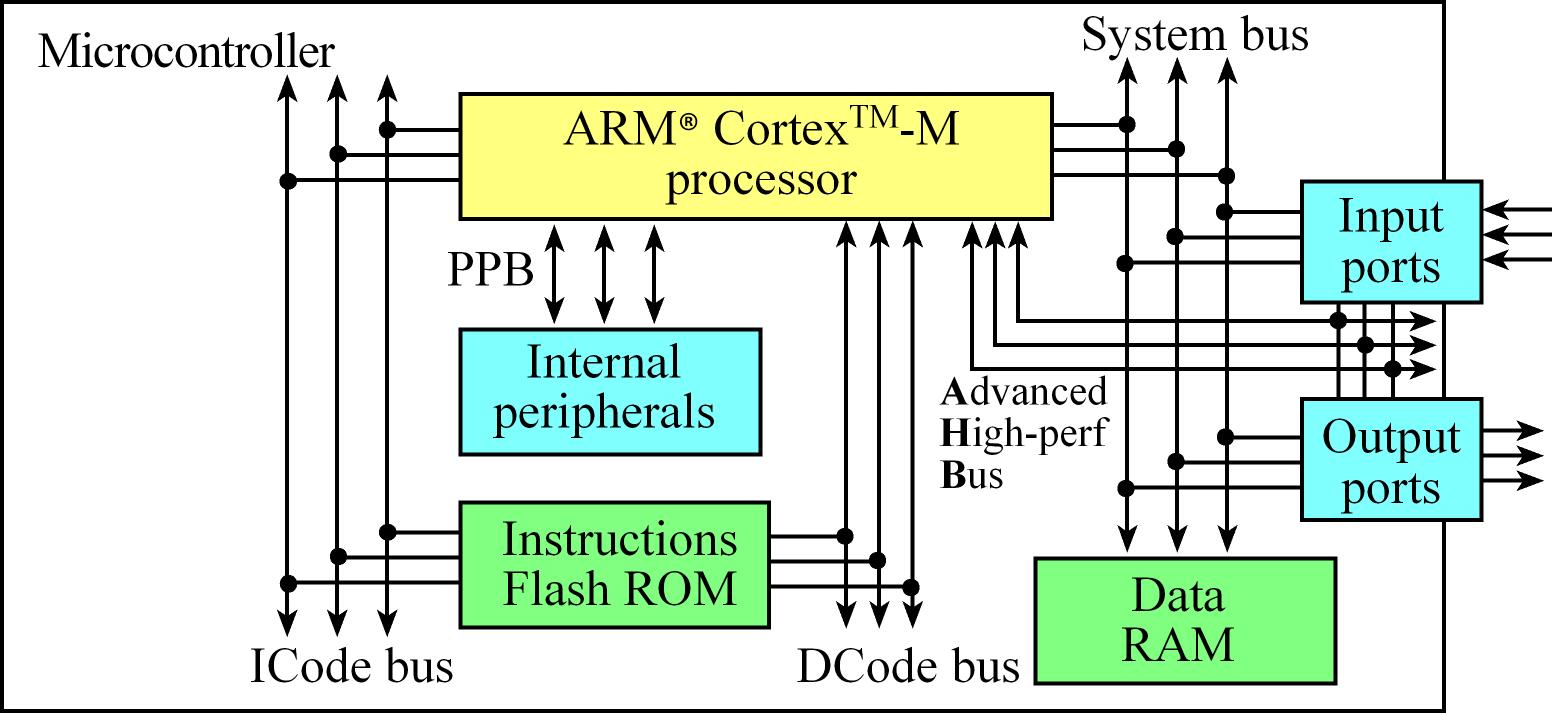 Microcontroller
System bus
ARM® Cortex™-M
processor
Input
ports
PPB
Internal
peripherals
Advanced
High-perf
Bus
Output
ports
Instructions
Flash ROM
Data
RAM
ICode bus
DCode bus